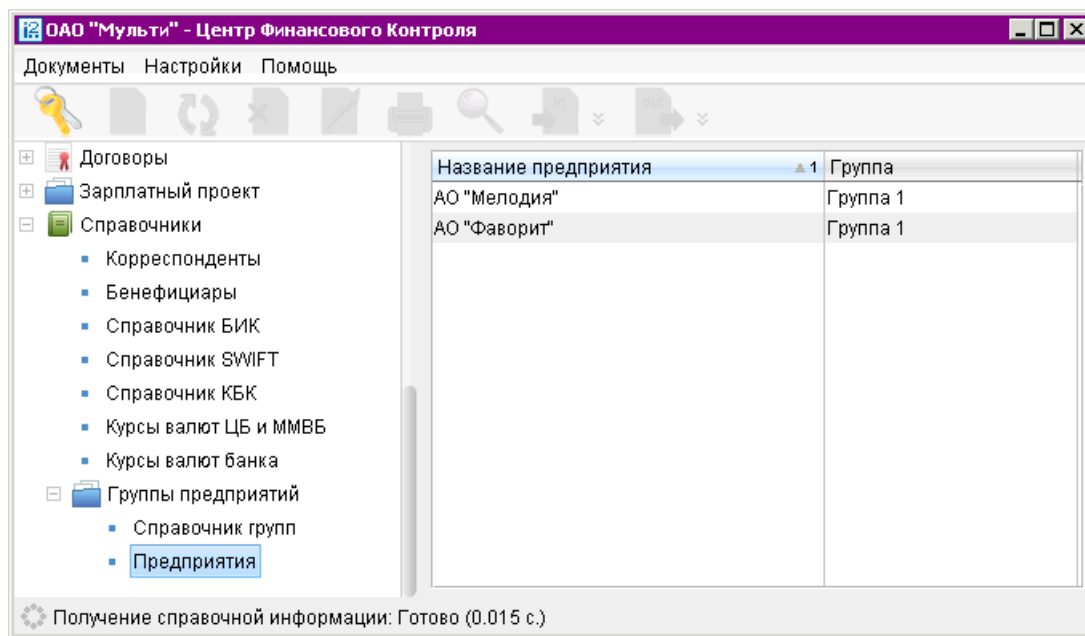 ОАО "Мульти" - Центр Финансового Контроля
Документы Настройки Помощь
in out
Договоры
Зарплатный проект
Справочники
Корреспонденты
Бенефициары
Справочник БИК
Справочник SWIFT
Справочник КБК
Курсы валют ЦБ и ММВБ
Курсы валют банка
Группы предприятий
Справочник групп
Предприятия
Название предприятия 1 Группа
АО "Мелодия" Группа 1
АО "Фаворит" Группа 1
Получение справочной информации: Готово (0.015 с.)